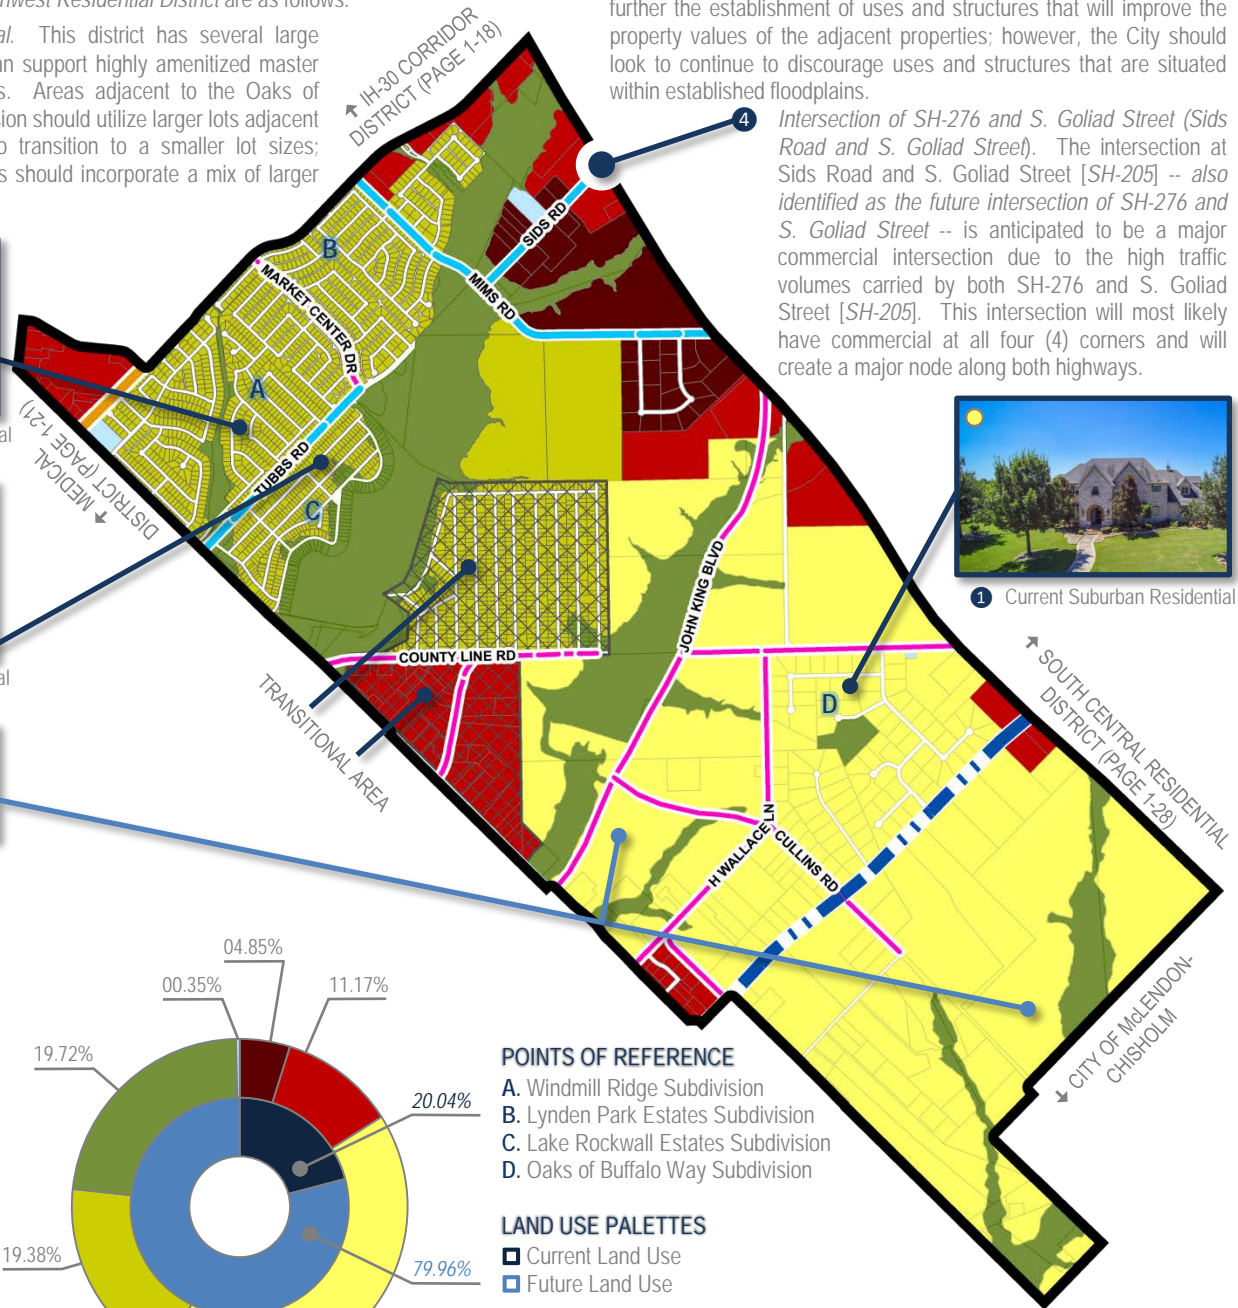 nwest Residential District are as follows:
al. This district has several large
an support highly amenitized master
s. Areas adjacent to the Oaks of
sion should utilize larger lots adjacent
o transition to a smaller lot sizes;
s should incorporate a mix of larger
further the establishment of uses and structures that will improve the
property values of the adjacent properties; however, the City should
look to continue to discourage uses and structures that are situated
within established floodplains.
4
Intersection of SH-276 and S. Goliad Street (Sids
Road and S. Goliad Street). The intersection at
Sids Road and S. Goliad Street [SH-205] -- also
identified as the future intersection of SH-276 and
S. Goliad Street -- is anticipated to be a major
commercial intersection due to the high traffic
volumes carried by both SH-276 and S. Goliad
Street [SH-205]. This intersection will most likely
have commercial at all four (4) corners and will
create a major node along both highways.
IH-30 CORRIDOR
DISTRICT (PAGE 1-18)
SIDS RD
MIMS RD
B
MARKET CENTER DR
A
TUBBS RD
C
MEDICAL
DISTRICT (PAGE 1-21)
al
al
JOHN KING BLVD
COUNTY LINE RD
TRANSITIONAL AREA
1 Current Suburban Residential
D
SOUTH CENTRAL RESIDENTIAL
DISTRICT (PAGE 1-28)
H WALLACE LN
CULLINS RD
CITY OF McLENDON-
CHISHOLM
04.85%
00.35%
11.17%
19.72%
20.04%
19.38%
79.96%
POINTS OF REFERENCE
A. Windmill Ridge Subdivision
B. Lynden Park Estates Subdivision
C. Lake Rockwall Estates Subdivision
D. Oaks of Buffalo Way Subdivision
LAND USE PALETTES
Current Land Use
Future Land Use